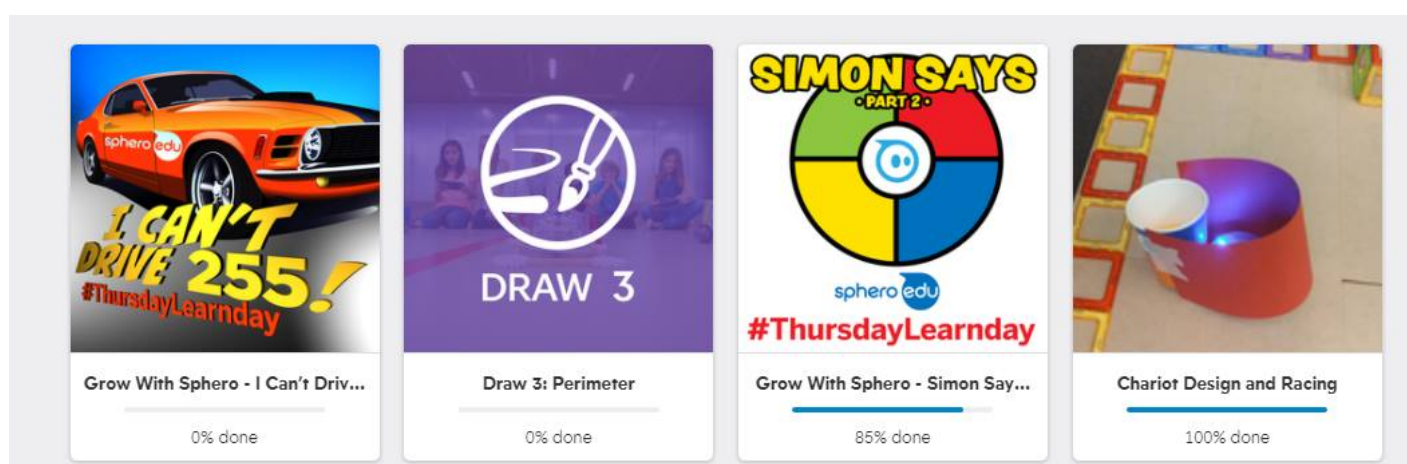 sphero edu
I CAN'T
DRIVE 255!
#ThursdayLearnday
Grow With Sphero - I Can't Driv...
0% done
DRAW 3
Draw 3: Perimeter
0% done
SIMON SAYS
•PART 2•
sphero edu
#ThursdayLearnday
Grow With Sphero - Simon Say...
85% done
Chariot Design and Racing
100% done